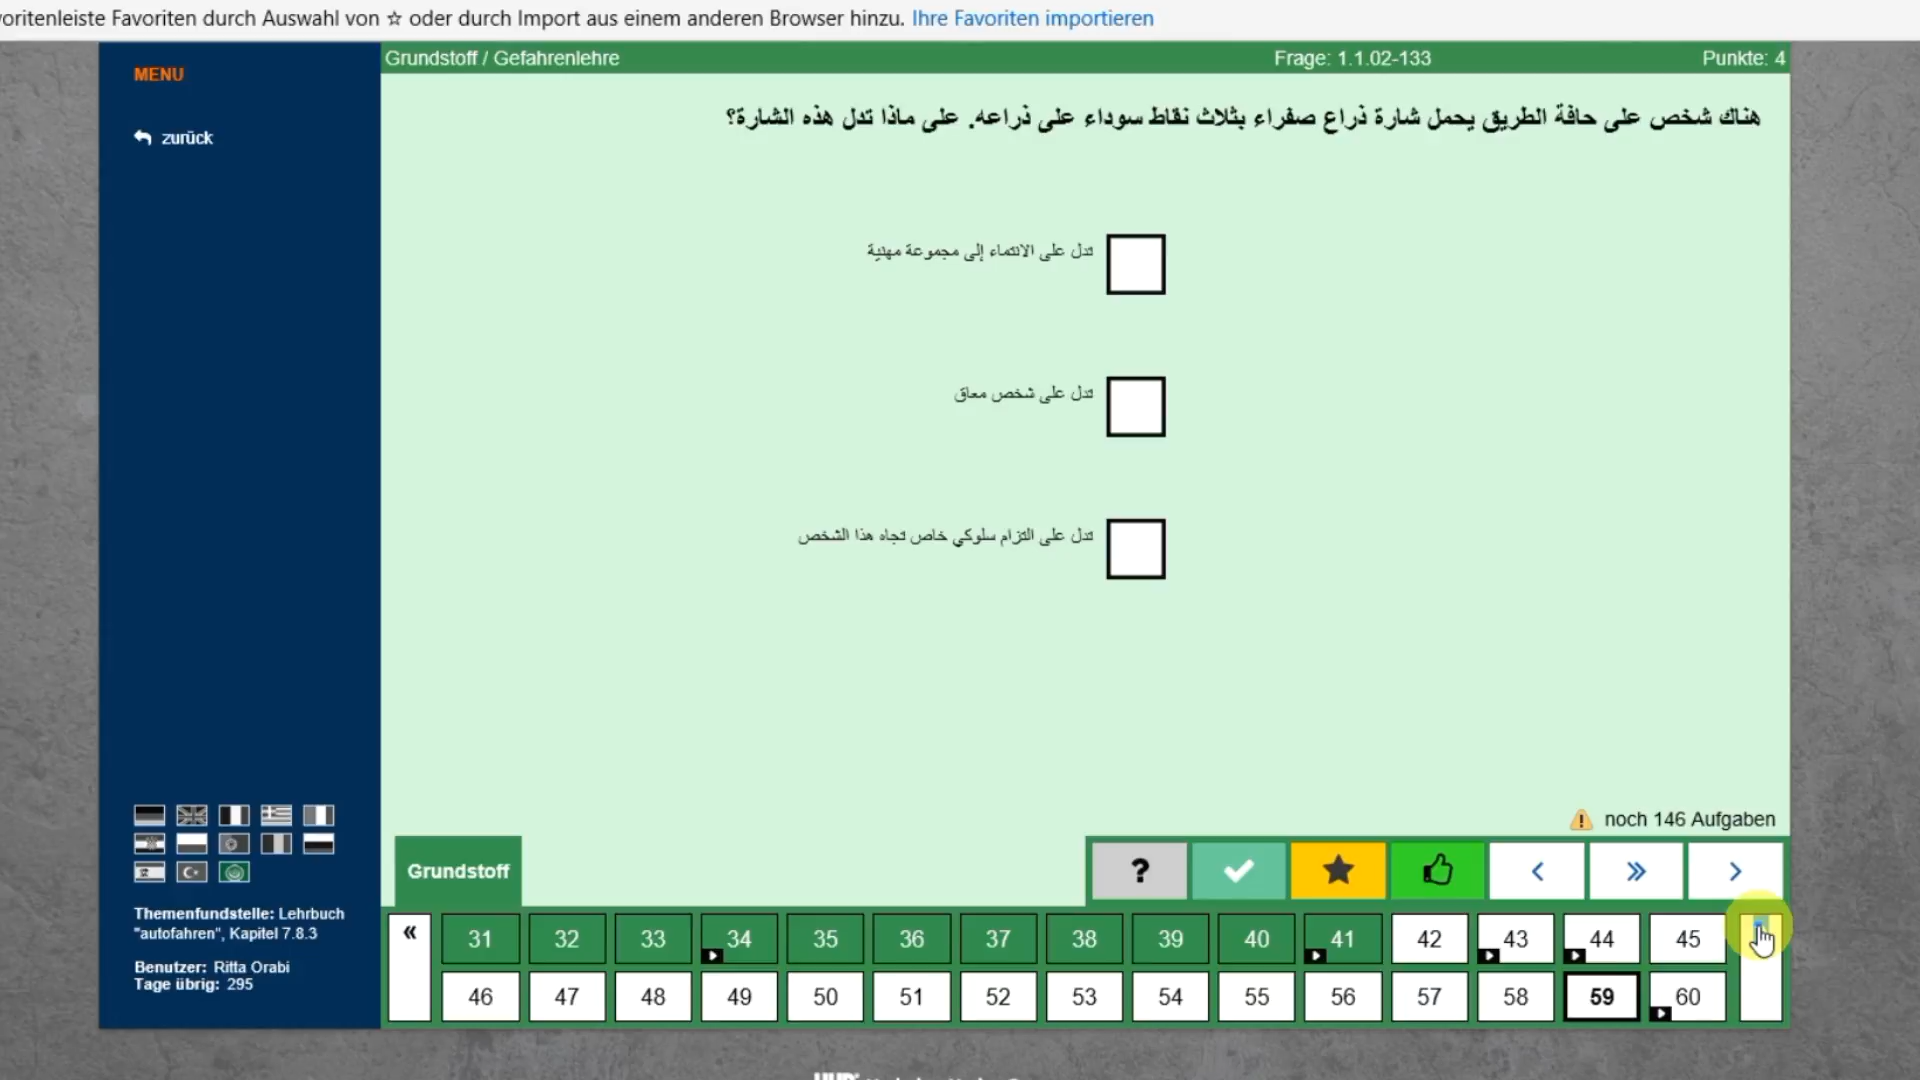 oritenleiste Favoriten durch Auswahl von ☆ oder durch Import aus einem anderen Browser hinzu. Ihre Favoriten importieren
MENU
zurück
Grundstoff / Gefahrenlehre
Frage: 1.1.02-133
Punkte: 4
هناك شخص على حافة الطريق يحمل شارة ذراع صفراء بثلاث نقاط سوداء على ذراعه. على ماذا تدل هذه الشارة؟
تدل على الانتماء إلى مجموعة مهنية
تدل على شخص معاق
تدل على التزام سلوكي خاص تجاه هذا الشخص
noch 146 Aufgaben
Grundstoff
?
« 31 32 33 34 35 36 37 38 39 40 41 42 43 44 45
46 47 48 49 50 51 52 53 54 55 56 57 58 59 60
Themenfundstelle: Lehrbuch
"autofahren", Kapitel 7.8.3
Benutzer: Ritta Orabi
Tage übrig: 295